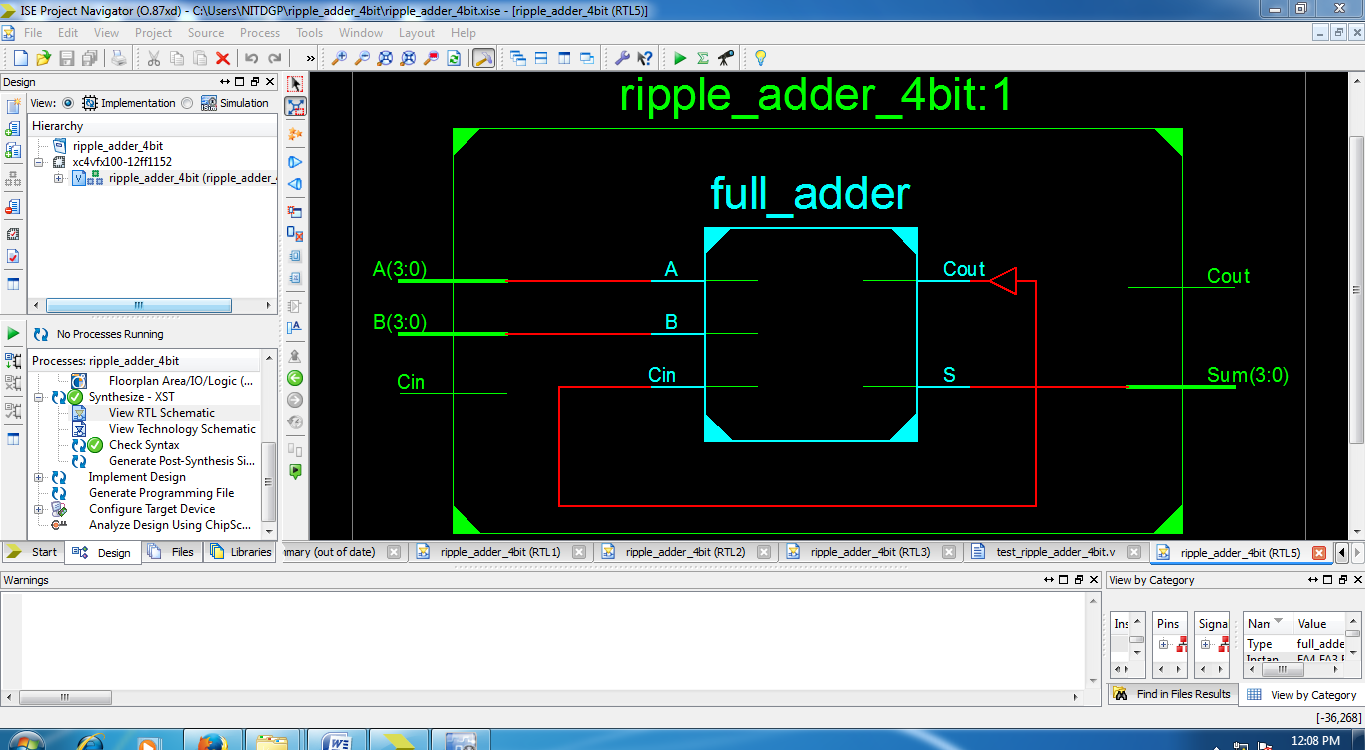 ISE Project Navigator (O.87xd) - C:\Users\NITDGP\ripple_adder_4bit\ripple_adder_4bit.xise - [ripple_adder_4bit (RTL5)]
File Edit View Project Source Process Tools Window Layout Help
Design
View: Implementation Simulation
Hierarchy
ripple_adder_4bit
xc4vfx100-12ff1152
ripple_adder_4bit (ripple_adder_
No Processes Running
Processes: ripple_adder_4bit
Floorplan Area/IO/Logic (...
Synthesize - XST
View RTL Schematic
View Technology Schematic
Check Syntax
Generate Post-Synthesis Si...
Implement Design
Generate Programming File
Configure Target Device
Analyze Design Using ChipSc...
Start Design Files Libraries
ripple_adder_4bit:1
full_adder
A(3:0) A Cout Cout
B(3:0) B
Cin Cin S Sum(3:0)
mmary (out of date) ripple_adder_4bit (RTL1) ripple_adder_4bit (RTL2) ripple_adder_4bit (RTL3) test_ripple_adder_4bit.v ripple_adder_4bit (RTL5)
Warnings
View by Category
Ins Pins Signa Nam Value
Type full_adde
Find in Files Results View by Category
[-36,268]
12:08 PM